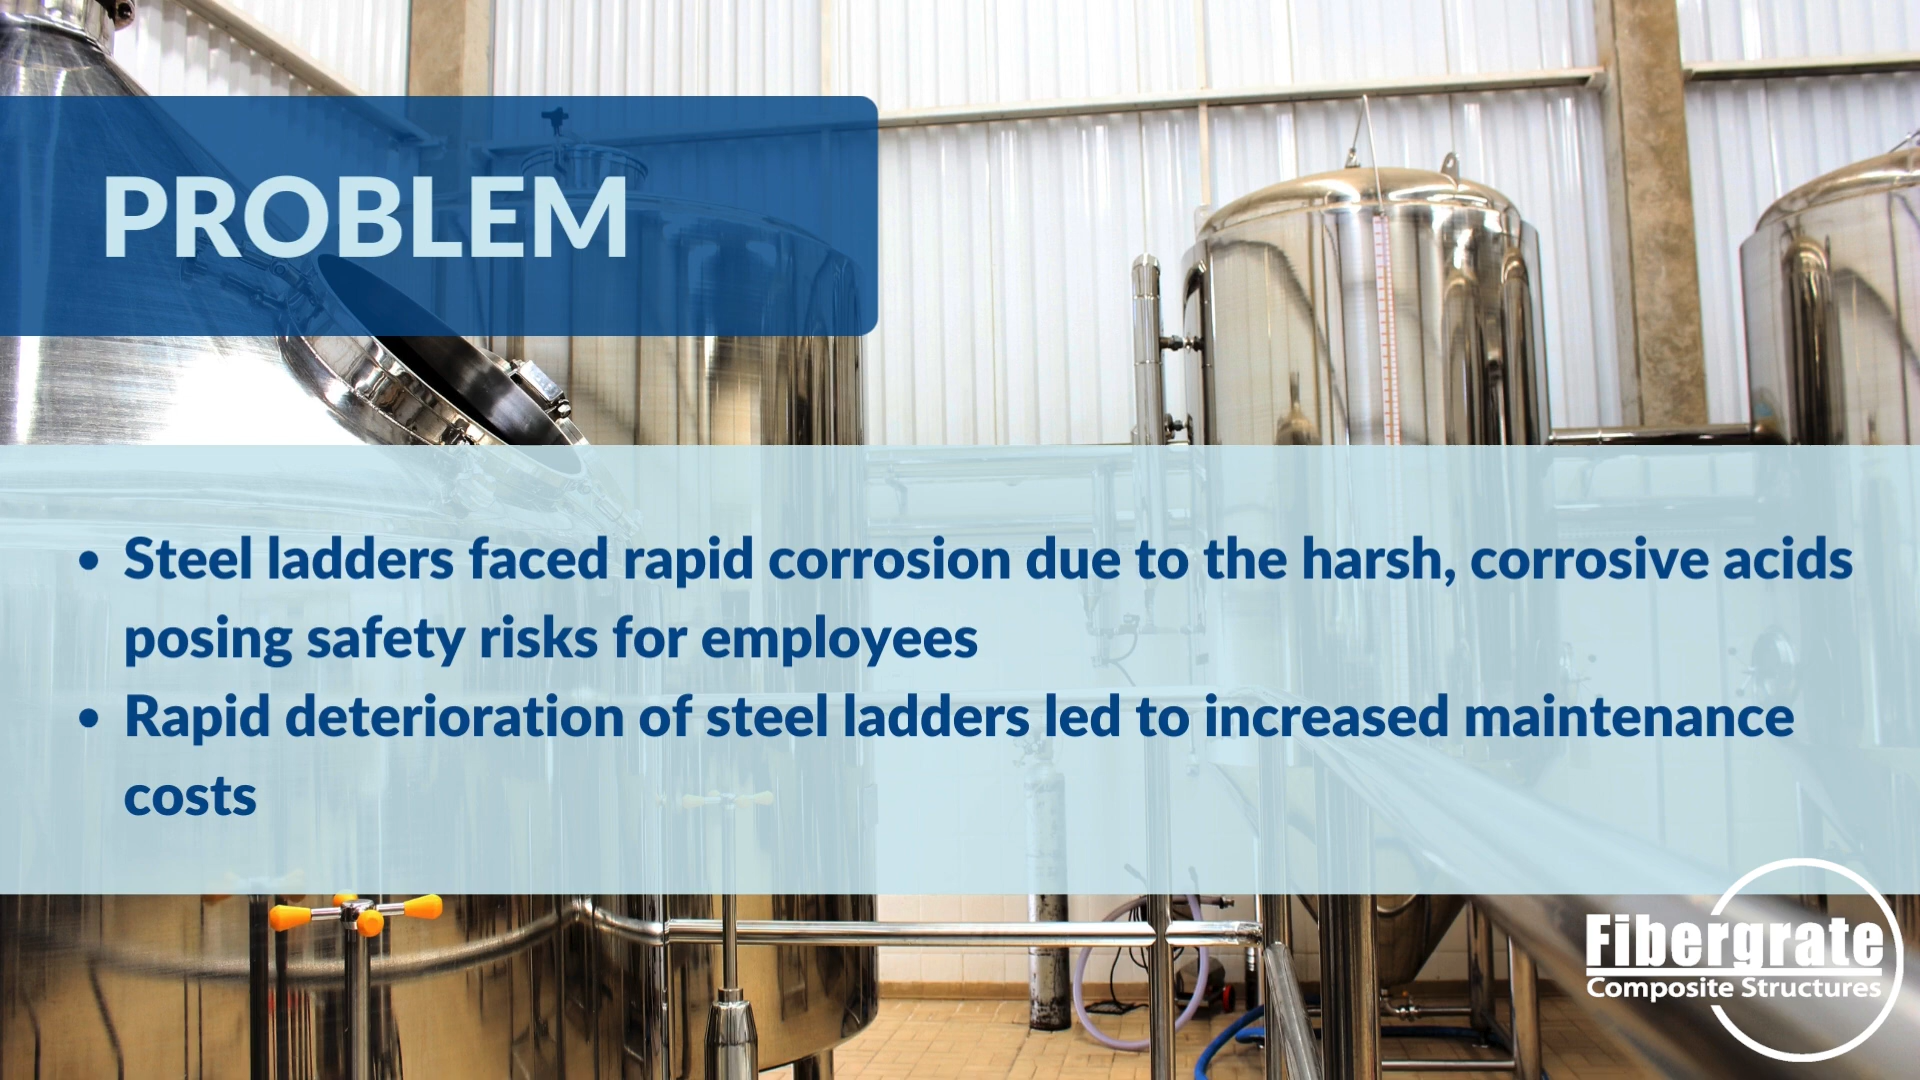 PROBLEM
• Steel ladders faced rapid corrosion due to the harsh, corrosive acids
posing safety risks for employees
• Rapid deterioration of steel ladders led to increased maintenance
costs
Fibergrate
Composite Structures